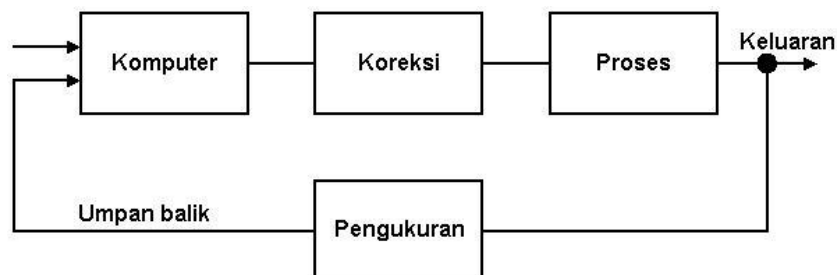 Keluaran
Komputer
Koreksi
Proses
Umpan balik
Pengukuran